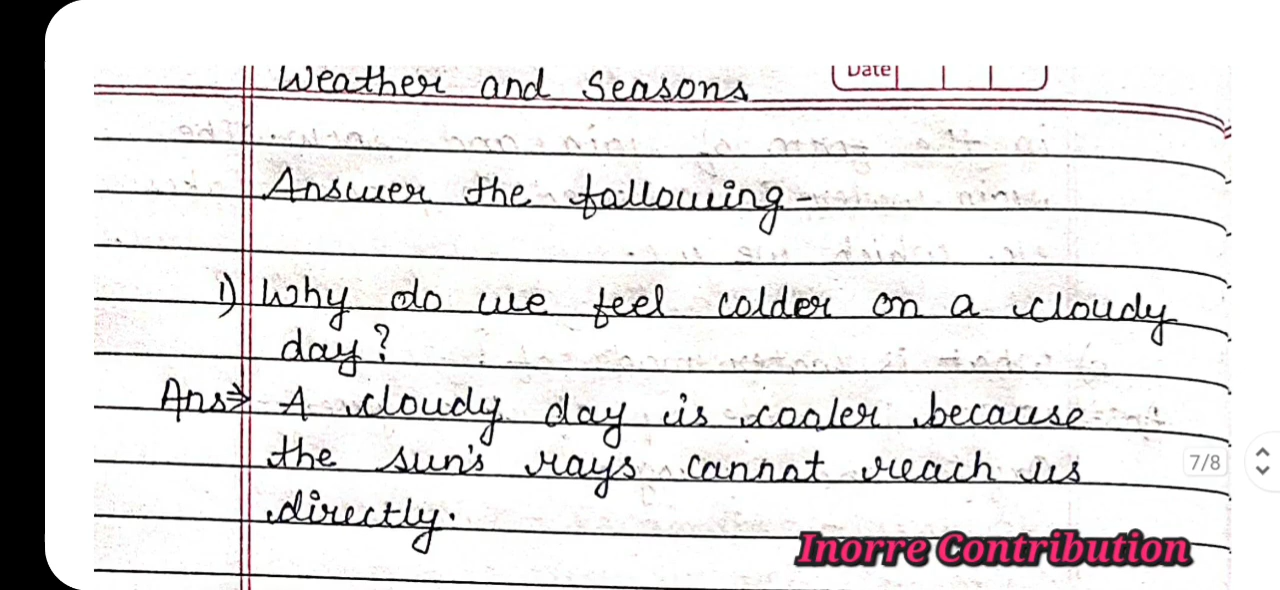 Weather and Seasons
Date
Answer the following-
1) Why do we feel colder on a cloudy
day?
Ans⇒ A cloudy day is cooler because
the sun's rays cannot reach us
directly.
7/8
Inorre Contribution